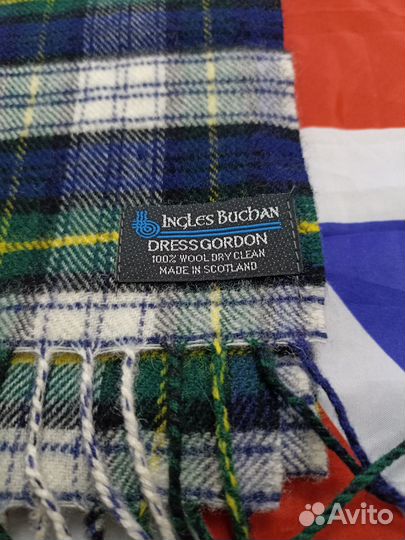 Ingles Buchan
DRESS GORDON
100% WOOL DRY CLEAN
MADE IN SCOTLAND
Avito